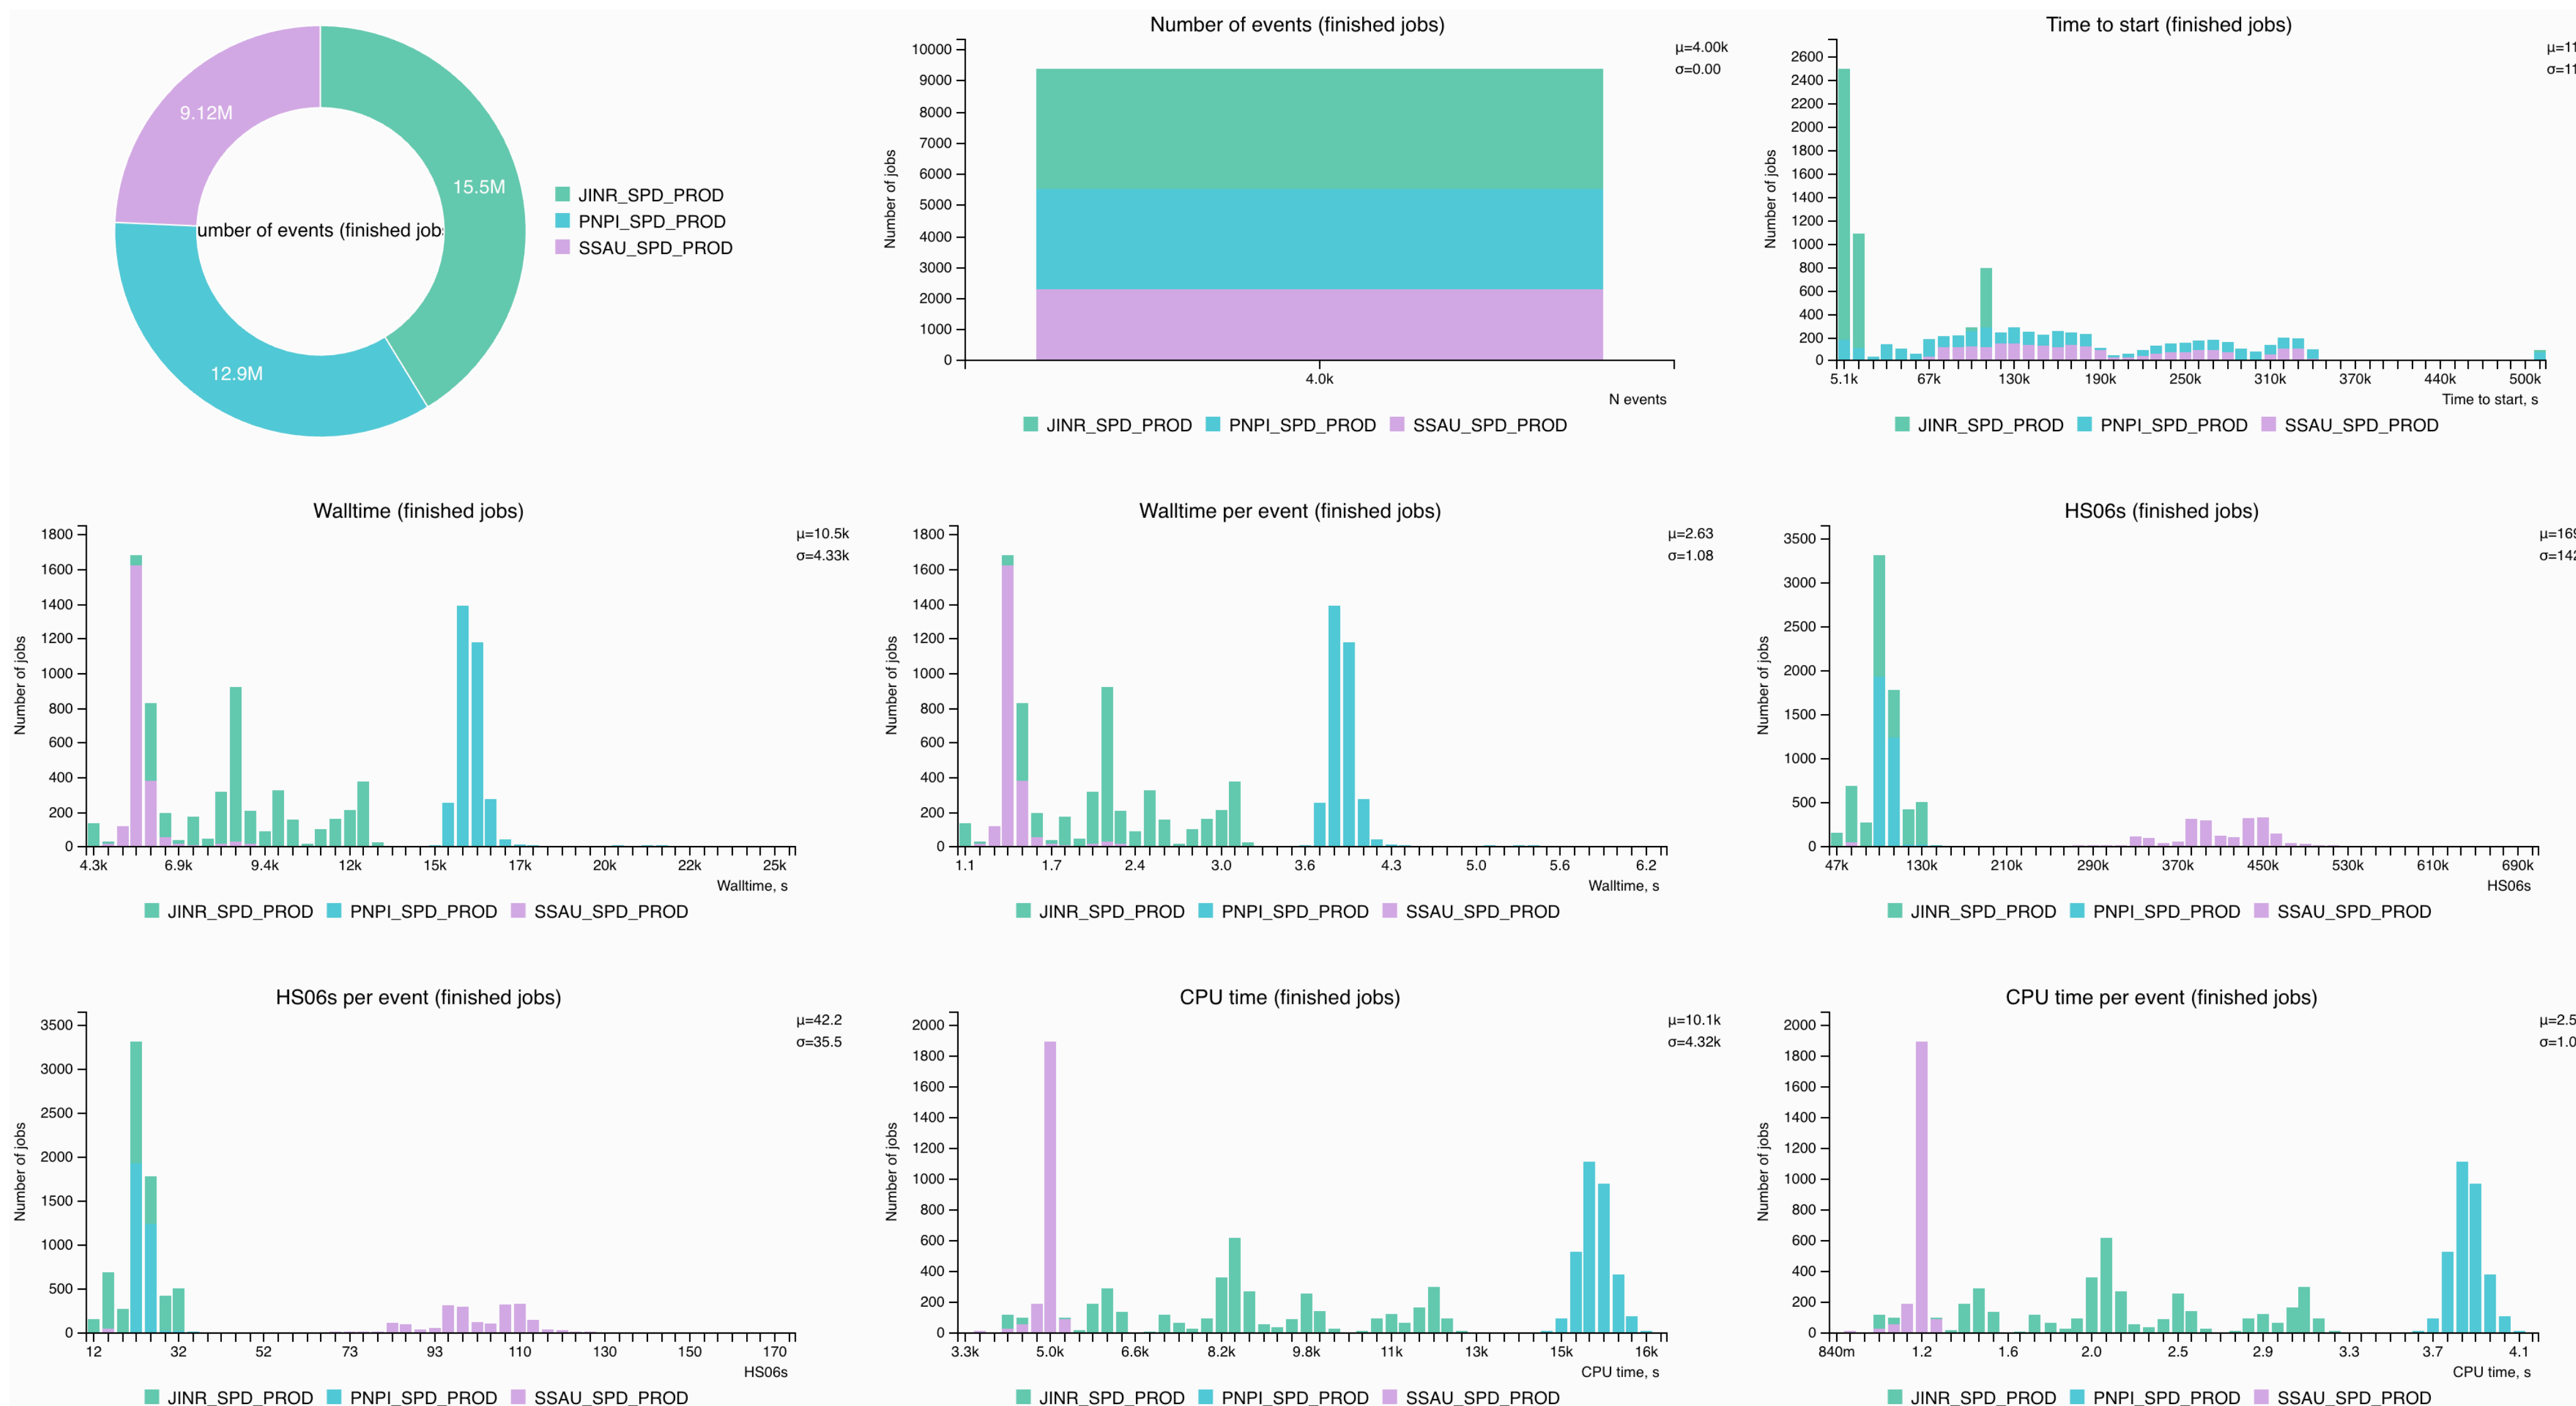 9.12M
15.5M
12.9M
umber of events (finished job
JINR_SPD_PROD
PNPI_SPD_PROD
SSAU_SPD_PROD
Number of events (finished jobs)
μ=4.00k
σ=0.00
Number of jobs
10000
9000
8000
7000
6000
5000
4000
3000
2000
1000
0
4.0k
N events
JINR_SPD_PROD PNPI_SPD_PROD SSAU_SPD_PROD
Time to start (finished jobs)
μ=11
σ=11
Number of jobs
2600
2400
2200
2000
1800
1600
1400
1200
1000
800
600
400
200
0
5.1k 67k 130k 190k 250k 310k 370k 440k 500k
Time to start, s
JINR_SPD_PROD PNPI_SPD_PROD SSAU_SPD_PROD
Walltime (finished jobs)
μ=10.5k
σ=4.33k
Number of jobs
1800
1600
1400
1200
1000
800
600
400
200
0
4.3k 6.9k 9.4k 12k 15k 17k 20k 22k 25k
Walltime, s
JINR_SPD_PROD PNPI_SPD_PROD SSAU_SPD_PROD
Walltime per event (finished jobs)
μ=2.63
σ=1.08
Number of jobs
1800
1600
1400
1200
1000
800
600
400
200
0
1.1 1.7 2.4 3.0 3.6 4.3 5.0 5.6 6.2
Walltime, s
JINR_SPD_PROD PNPI_SPD_PROD SSAU_SPD_PROD
HS06s (finished jobs)
μ=169
σ=142
Number of jobs
3500
3000
2500
2000
1500
1000
500
0
47k 130k 210k 290k 370k 450k 530k 610k 690k
HS06s
JINR_SPD_PROD PNPI_SPD_PROD SSAU_SPD_PROD
HS06s per event (finished jobs)
μ=42.2
σ=35.5
Number of jobs
3500
3000
2500
2000
1500
1000
500
0
12 32 52 73 93 110 130 150 170
HS06s
JINR_SPD_PROD PNPI_SPD_PROD SSAU_SPD_PROD
CPU time (finished jobs)
μ=10.1k
σ=4.32k
Number of jobs
2000
1800
1600
1400
1200
1000
800
600
400
200
0
3.3k 5.0k 6.6k 8.2k 9.8k 11k 13k 15k 16k
CPU time, s
JINR_SPD_PROD PNPI_SPD_PROD SSAU_SPD_PROD
CPU time per event (finished jobs)
μ=2.5
σ=1.0
Number of jobs
2000
1800
1600
1400
1200
1000
800
600
400
200
0
840m 1.2 1.6 2.0 2.5 2.9 3.3 3.7 4.1
CPU time, s
JINR_SPD_PROD PNPI_SPD_PROD SSAU_SPD_PROD